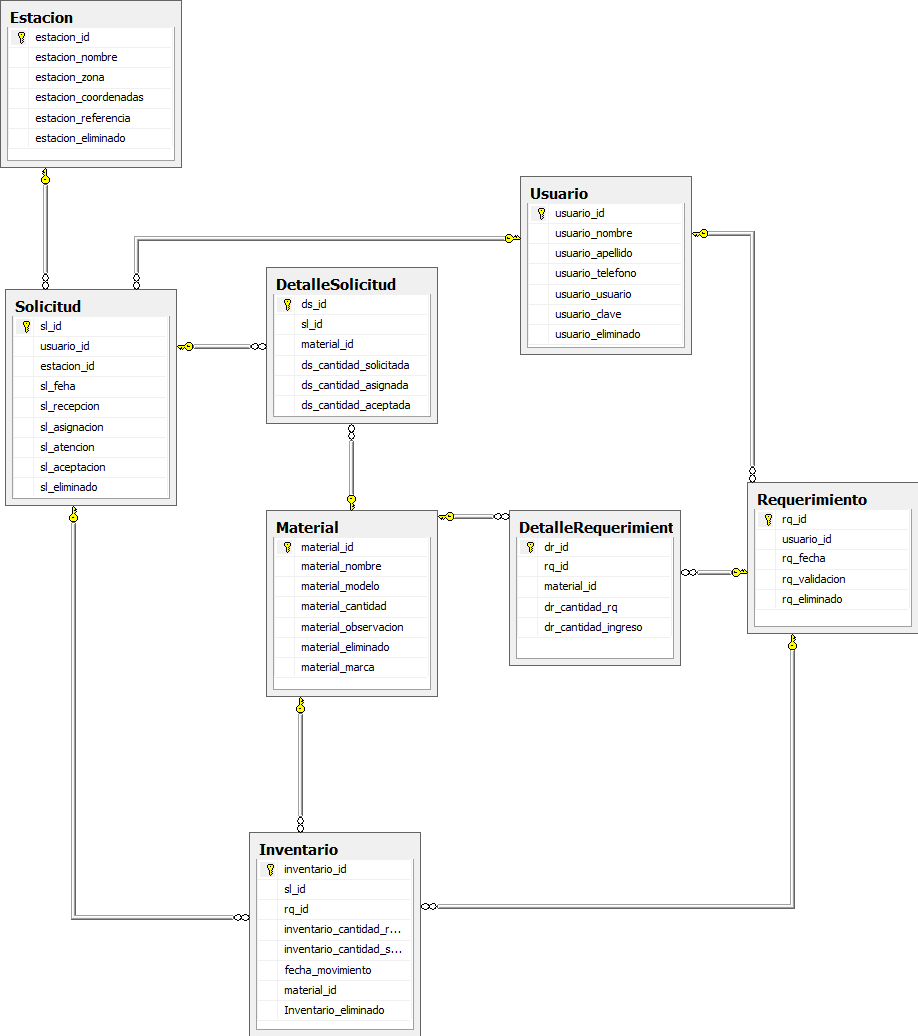 Estacion
estacion_id
estacion_nombre
estacion_zona
estacion_coordenadas
estacion_referencia
estacion_eliminado
Usuario
usuario_id
usuario_nombre
usuario_apellido
usuario_telefono
usuario_usuario
usuario_clave
usuario_eliminado
DetalleSolicitud
ds_id
sl_id
material_id
ds_cantidad_solicitada
ds_cantidad_asignada
ds_cantidad_aceptada
Solicitud
sl_id
usuario_id
estacion_id
sl_feha
sl_recepcion
sl_asignacion
sl_atencion
sl_aceptacion
sl_eliminado
Requerimiento
rq_id
usuario_id
rq_fecha
rq_validacion
rq_eliminado
Material
material_id
material_nombre
material_modelo
material_cantidad
material_observacion
material_eliminado
material_marca
DetalleRequerimient
dr_id
rq_id
material_id
dr_cantidad_rq
dr_cantidad_ingreso
Inventario
inventario_id
sl_id
rq_id
inventario_cantidad_r...
inventario_cantidad_s...
fecha_movimiento
material_id
Inventario_eliminado